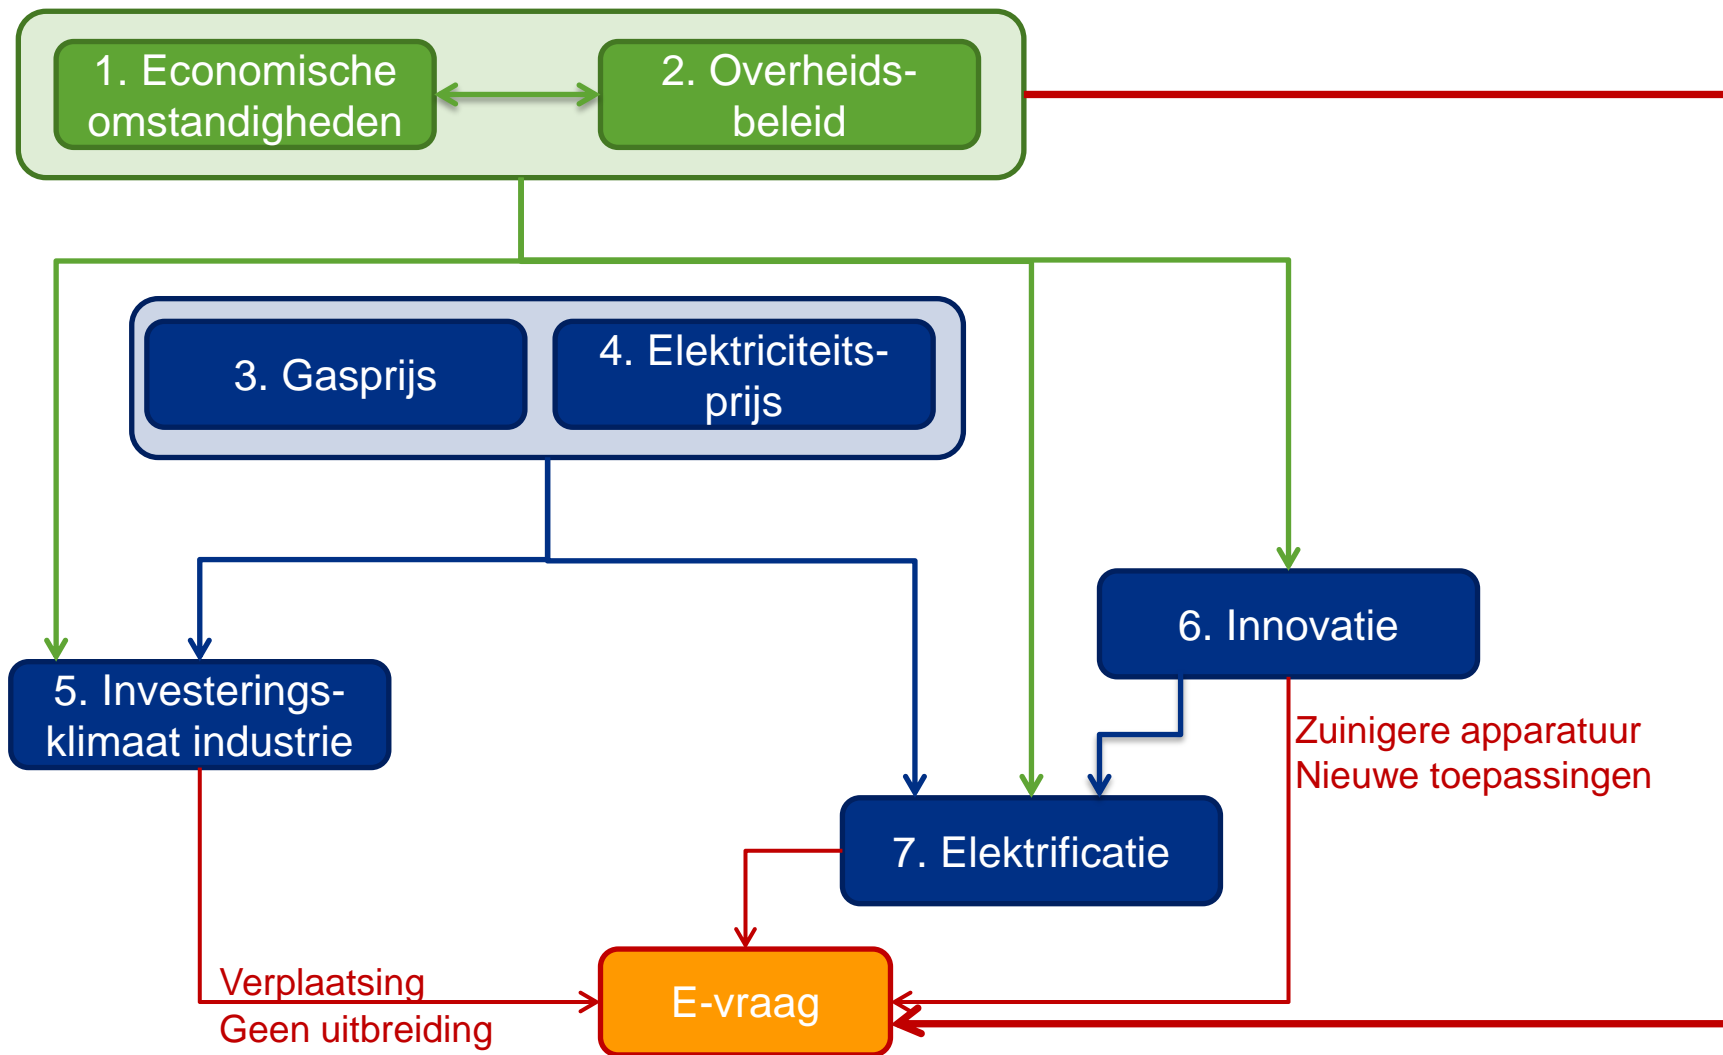 1. Economische
omstandigheden
2. Overheids-
beleid
3. Gasprijs
4. Elektriciteits-
prijs
6. Innovatie
5. Investerings-
klimaat industrie
Zuinigere apparatuur
Nieuwe toepassingen
7. Elektrificatie
Verplaatsing
Geen uitbreiding
E-vraag